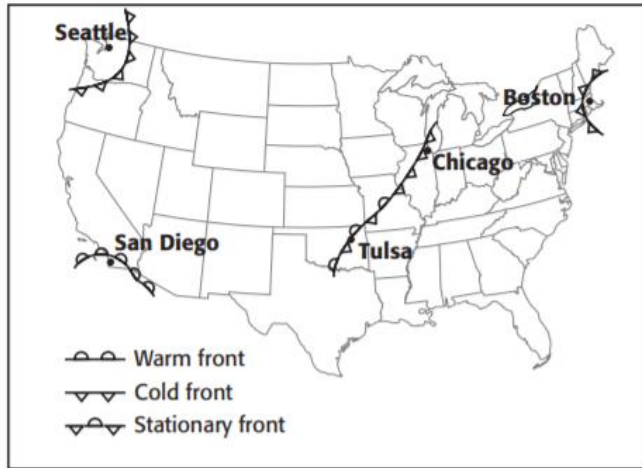 Seattle
Boston
Chicago
San Diego
Tulsa
Warm front
Cold front
Stationary front